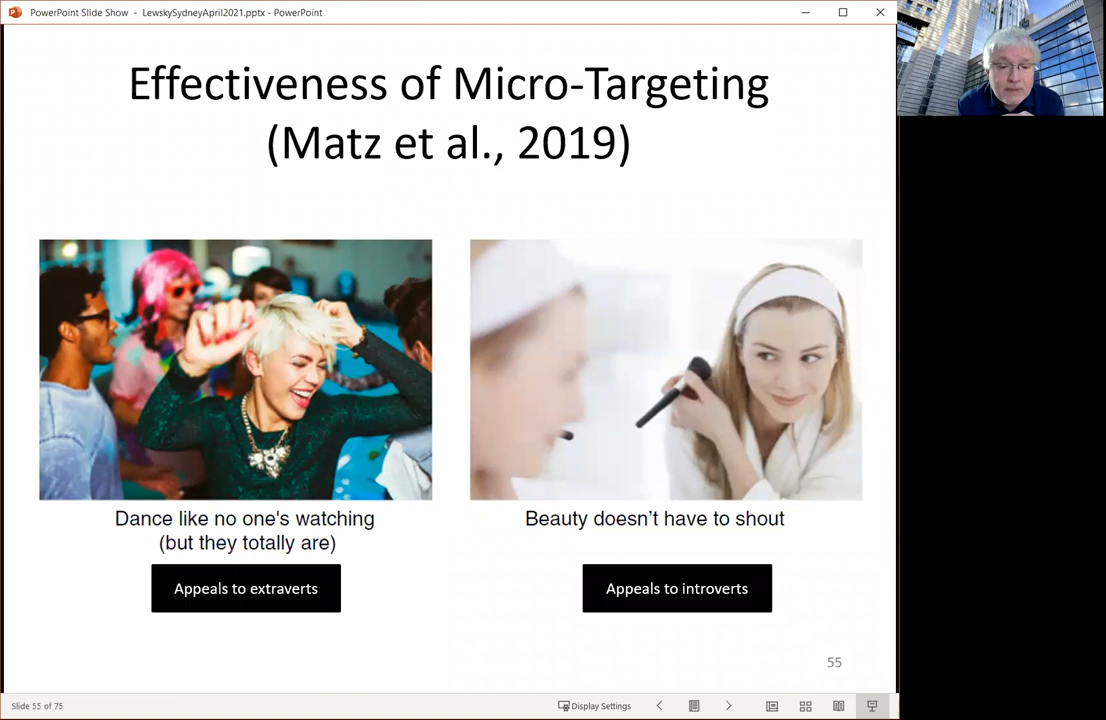 PowerPoint Slide Show - LewskySydneyApril2021.pptx - PowerPoint
Effectiveness of Micro-Targeting
(Matz et al., 2019)
Dance like no one's watching
(but they totally are)
Appeals to extraverts
Beauty doesn't have to shout
Appeals to introverts
55
Slide 55 of 75
Display Settings